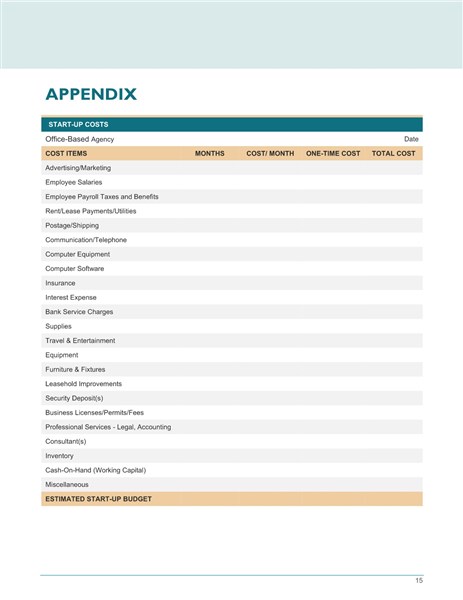 APPENDIX
START-UP COSTS
Office-Based Agency Date
COST ITEMS MONTHS COST/ MONTH ONE-TIME COST TOTAL COST
Advertising/Marketing
Employee Salaries
Employee Payroll Taxes and Benefits
Rent/Lease Payments/Utilities
Postage/Shipping
Communication/Telephone
Computer Equipment
Computer Software
Insurance
Interest Expense
Bank Service Charges
Supplies
Travel & Entertainment
Equipment
Furniture & Fixtures
Leasehold Improvements
Security Deposit(s)
Business Licenses/Permits/Fees
Professional Services - Legal, Accounting
Consultant(s)
Inventory
Cash-On-Hand (Working Capital)
Miscellaneous
ESTIMATED START-UP BUDGET
15